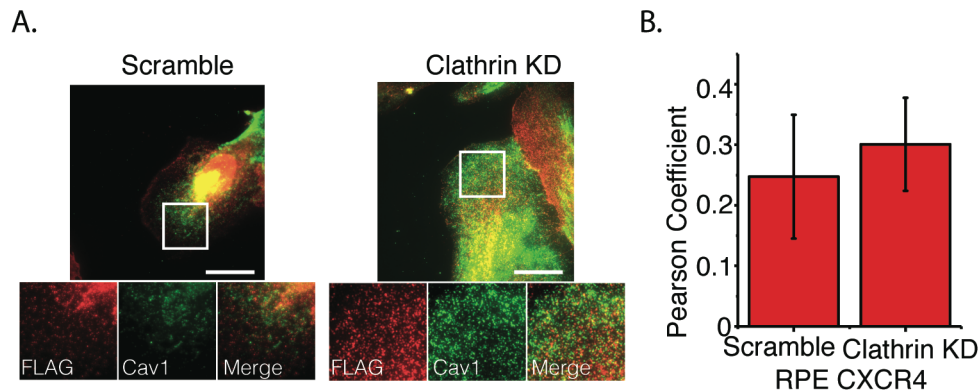 A.
Scramble
Clathrin KD
FLAG
Cav1
Merge
FLAG
Cav1
Merge
B.
Pearson Coefficient
0.4
0.3
0.2
0.1
0
Scramble
Clathrin KD
RPE CXCR4